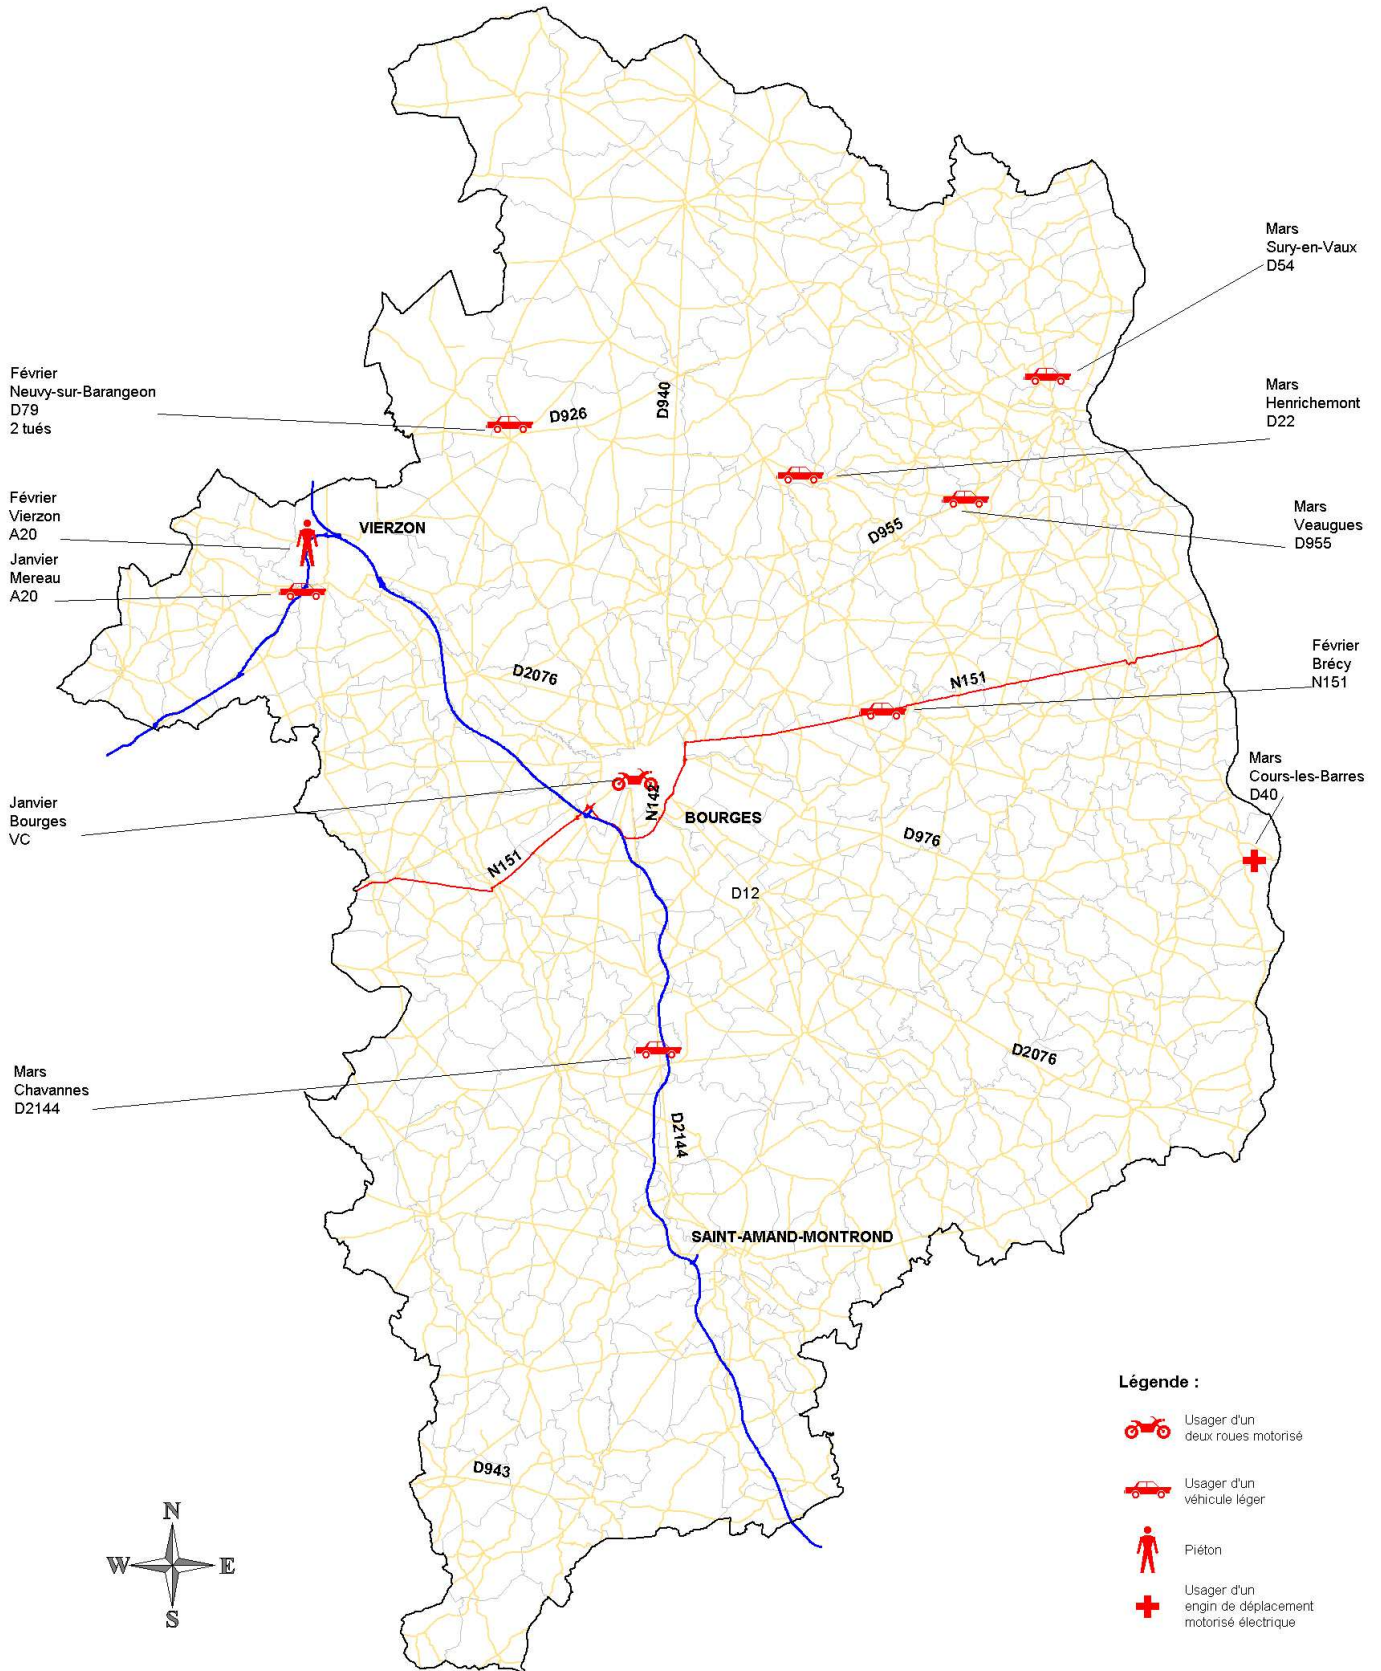 Mars
Sury-en-Vaux
D54
Février
Neuvy-sur-Barangeon
D79
2 tués
D926
D940
Mars
Henrichemont
D22
Février
Vierzon
A20
VIERZON
D955
Mars
Veaugues
D955
Janvier
Mereau
A20
D2076
N151
Février
Brécy
N151
Janvier
Bourges
VC
N142
BOURGES
Mars
Cours-les-Barres
D40
N151
D976
D12
Mars
Chavannes
D2144
D2076
D2144
SAINT-AMAND-MONTROND
D943
Légende :
Usager d'un
deux roues motorisé
Usager d'un
véhicule léger
Piéton
Usager d'un
engin de déplacement
motorisé électrique
N
W
E
S